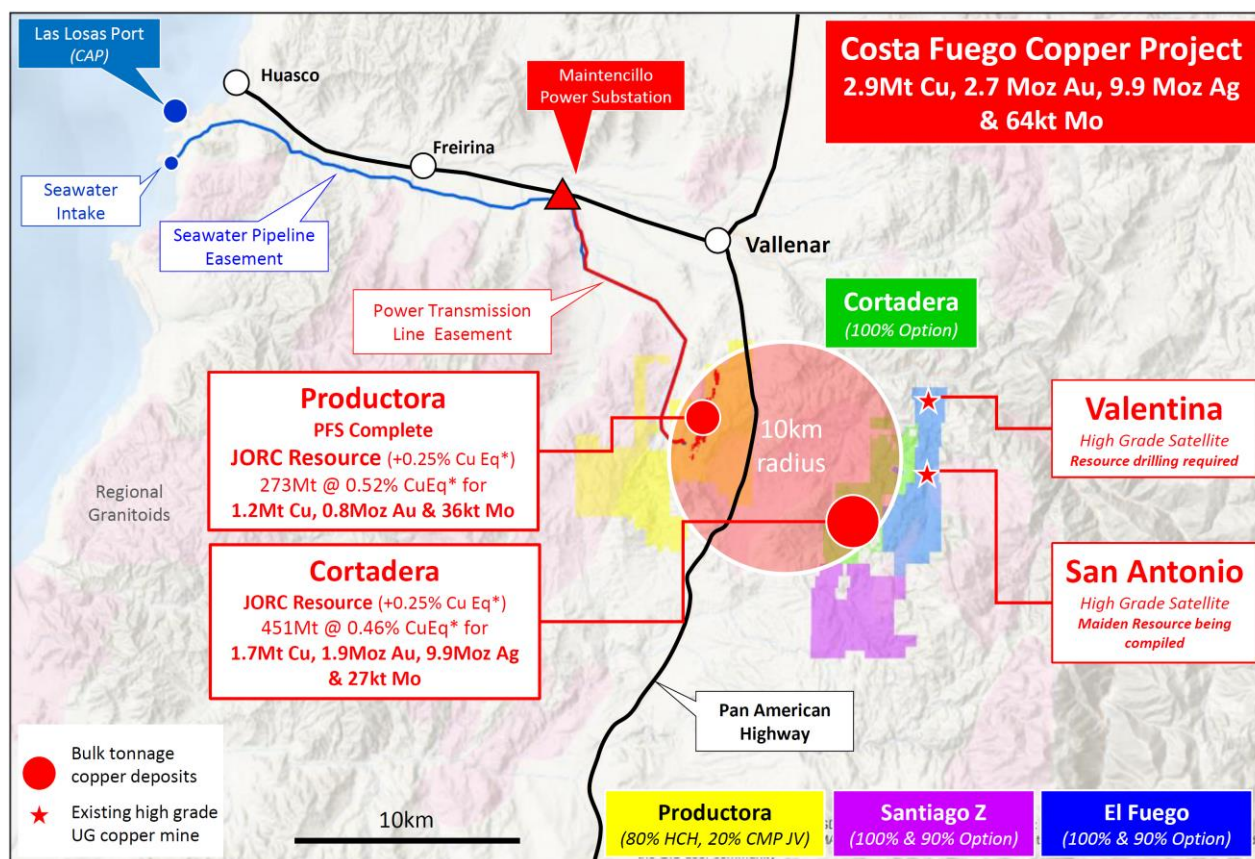 Las Losas Port
(CAP)
Huasco
Maintencillo
Power Substation
Costa Fuego Copper Project
2.9Mt Cu, 2.7 Moz Au, 9.9 Moz Ag
& 64kt Mo
Freirina
Seawater
Intake
Seawater Pipeline
Easement
Vallenar
Power Transmission
Line Easement
Cortadera
(100% Option)
Productora
PFS Complete
JORC Resource (+0.25% Cu Eq*)
273Mt @ 0.52% CuEq* for
1.2Mt Cu, 0.8Moz Au & 36kt Mo
10km
radius
Valentina
High Grade Satellite
Resource drilling required
Regional
Granitoids
Cortadera
JORC Resource (+0.25% Cu Eq*)
451Mt @ 0.46% CuEq* for
1.7Mt Cu, 1.9Moz Au, 9.9Moz Ag
& 27kt Mo
San Antonio
High Grade Satellite
Maiden Resource being
compiled
Pan American
Highway
Bulk tonnage
copper deposits
Existing high grade
UG copper mine
10km
Productora
(80% HCH, 20% CMP JV)
Santiago Z
(100% & 90% Option)
El Fuego
(100% & 90% Option)